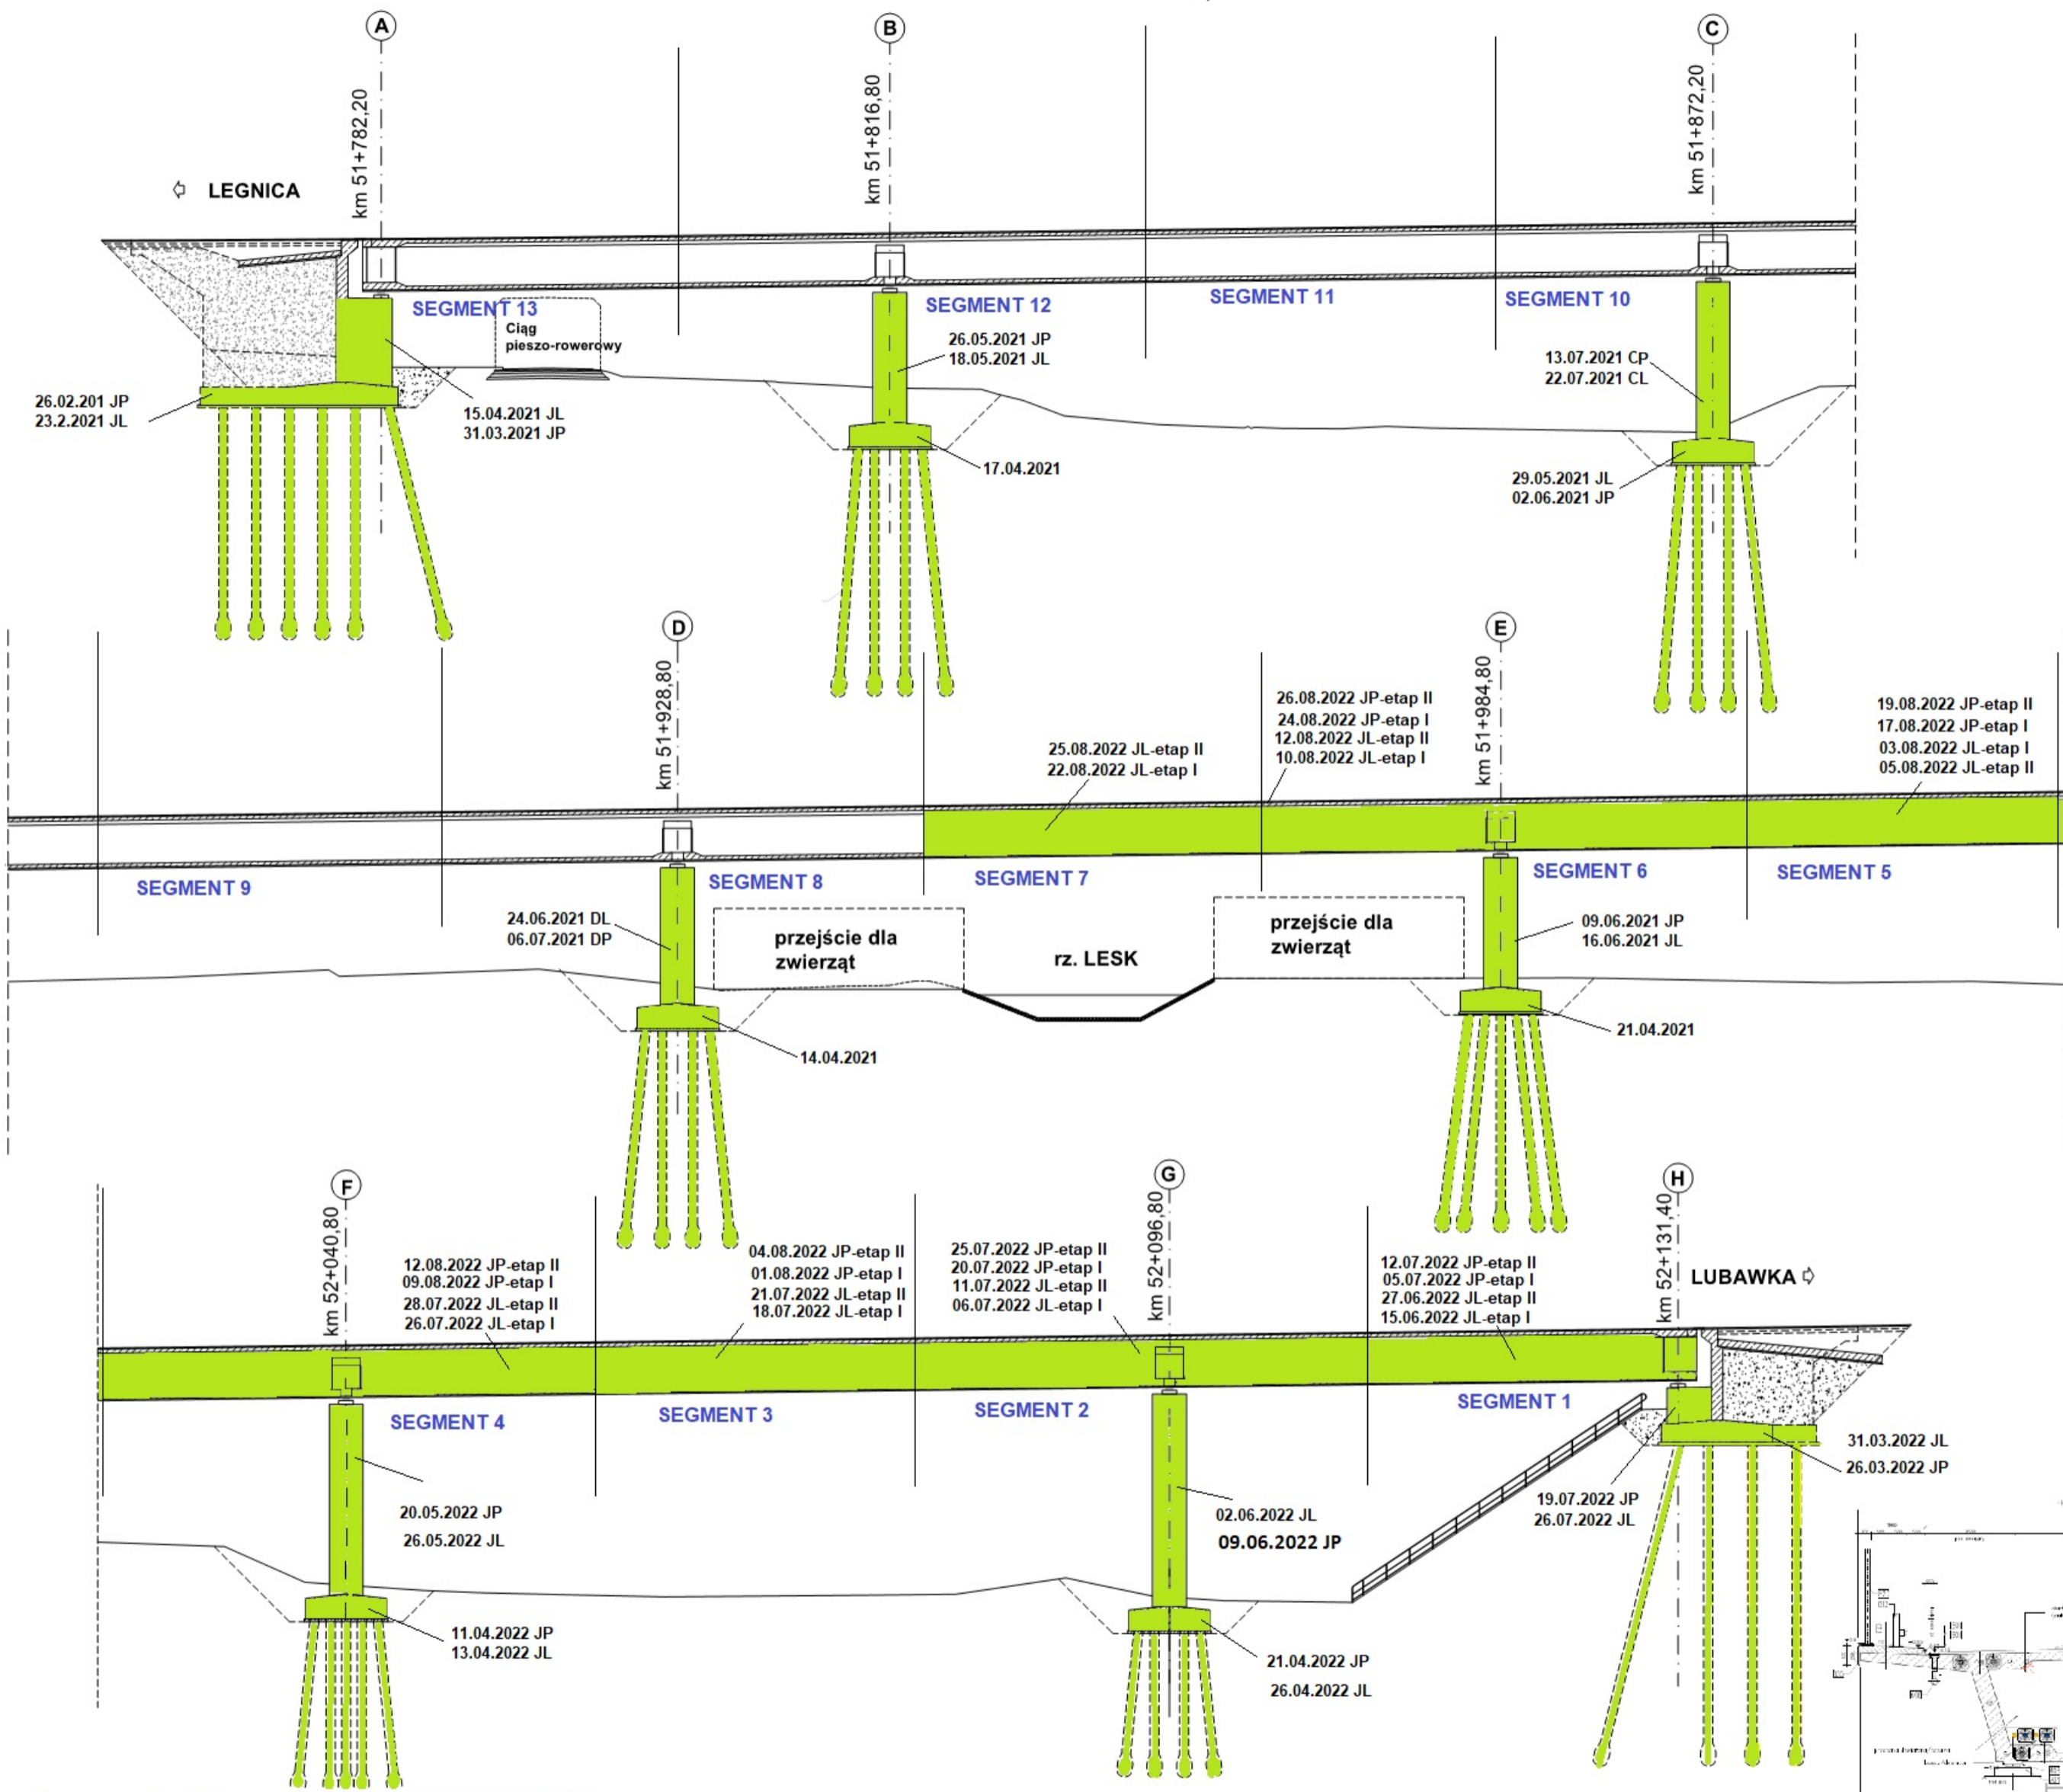 A
B
C
km 51+782,20
km 51+816,80
km 51+872,20
LEGNICA
SEGMENT 13
SEGMENT 12
SEGMENT 11
SEGMENT 10
Ciąg
pieszo-rowerowy
26.05.2021 JP
18.05.2021 JL
13.07.2021 CP
22.07.2021 CL
26.02.201 JP
23.2.2021 JL
15.04.2021 JL
31.03.2021 JP
17.04.2021
29.05.2021 JL
02.06.2021 JP
D
E
km 51+928,80
km 51+984,80
25.08.2022 JL-etap II
22.08.2022 JL-etap I
26.08.2022 JP-etap II
24.08.2022 JP-etap I
12.08.2022 JL-etap II
10.08.2022 JL-etap I
19.08.2022 JP-etap II
17.08.2022 JP-etap I
03.08.2022 JL-etap I
05.08.2022 JL-etap II
SEGMENT 9
SEGMENT 8
SEGMENT 7
SEGMENT 6
SEGMENT 5
24.06.2021 DL
06.07.2021 DP
przejście dla
zwierząt
rz. LESK
przejście dla
zwierząt
09.06.2021 JP
16.06.2021 JL
14.04.2021
21.04.2021
F
G
H
km 52+040,80
km 52+096,80
km 52+131,40
12.08.2022 JP-etap II
09.08.2022 JP-etap I
28.07.2022 JL-etap II
26.07.2022 JL-etap I
04.08.2022 JP-etap II
01.08.2022 JP-etap I
21.07.2022 JL-etap II
18.07.2022 JL-etap I
25.07.2022 JP-etap II
20.07.2022 JP-etap I
11.07.2022 JL-etap II
06.07.2022 JL-etap I
12.07.2022 JP-etap II
05.07.2022 JP-etap I
27.06.2022 JL-etap II
15.06.2022 JL-etap I
LUBAWKA
SEGMENT 4
SEGMENT 3
SEGMENT 2
SEGMENT 1
20.05.2022 JP
26.05.2022 JL
02.06.2022 JL
09.06.2022 JP
19.07.2022 JP
26.07.2022 JL
31.03.2022 JL
26.03.2022 JP
11.04.2022 JP
13.04.2022 JL
21.04.2022 JP
26.04.2022 JL